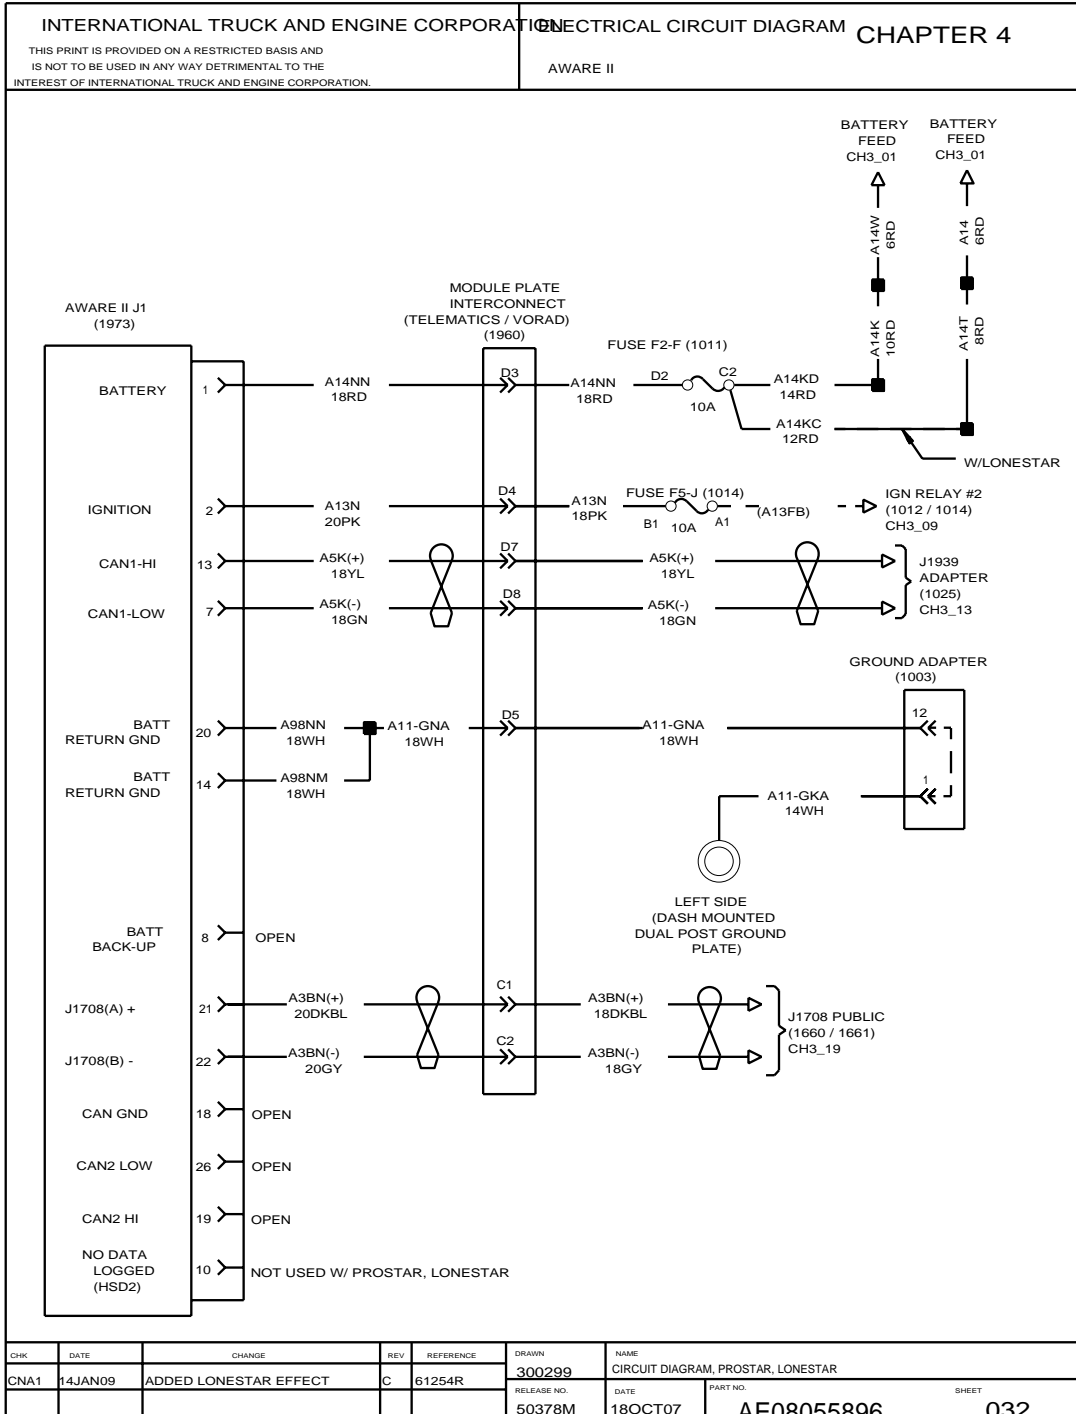 INTERNATIONAL TRUCK AND ENGINE CORPORATION
THIS PRINT IS PROVIDED ON A RESTRICTED BASIS AND
IS NOT TO BE USED IN ANY WAY DETRIMENTAL TO THE
INTEREST OF INTERNATIONAL TRUCK AND ENGINE CORPORATION.
ELECTRICAL CIRCUIT DIAGRAM
CHAPTER 4
AWARE II
BATTERY
FEED
CH3_01
BATTERY
FEED
CH3_01
A14W
6RD
A14
6RD
A14K
10RD
A14T
8RD
AWARE II J1
(1973)
MODULE PLATE
INTERCONNECT
(TELEMATICS / VORAD)
(1960)
FUSE F2-F (1011)
BATTERY
1
A14NN
18RD
D3
A14NN
18RD
D2
C2
10A
A14KD
14RD
A14KC
12RD
W/LONESTAR
IGNITION
2
A13N
20PK
D4
A13N
18PK
FUSE F5-J (1014)
B1
10A
A1
(A13FB)
IGN RELAY #2
(1012 / 1014)
CH3_09
CAN1-HI
13
A5K(+)
18YL
D7
A5K(+)
18YL
CAN1-LOW
7
A5K(-)
18GN
D8
A5K(-)
18GN
J1939
ADAPTER
(1025)
CH3_13
GROUND ADAPTER
(1003)
BATT
RETURN GND
20
A98NN
18WH
A11-GNA
18WH
D5
A11-GNA
18WH
12
BATT
RETURN GND
14
A98NM
18WH
A11-GKA
14WH
1
LEFT SIDE
(DASH MOUNTED
DUAL POST GROUND
PLATE)
BATT
BACK-UP
8
OPEN
J1708(A) +
21
A3BN(+)
20DKBL
C1
A3BN(+)
18DKBL
J1708(B) -
22
A3BN(-)
20GY
C2
A3BN(-)
18GY
J1708 PUBLIC
(1660 / 1661)
CH3_19
CAN GND
18
OPEN
CAN2 LOW
26
OPEN
CAN2 HI
19
OPEN
NO DATA
LOGGED
(HSD2)
10
NOT USED W/ PROSTAR, LONESTAR
CHK DATE CHANGE REV REFERENCE
CNA1 14JAN09 ADDED LONESTAR EFFECT C 61254R
DRAWN
300299
NAME
CIRCUIT DIAGRAM, PROSTAR, LONESTAR
RELEASE NO.
50378M
DATE
18OCT07
PART NO.
AE08055896
SHEET
032